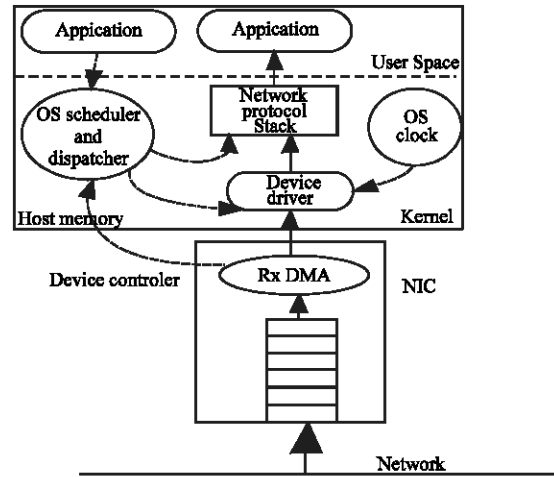 Appication
Appication
User Space
OS scheduler
and
dispatcher
Network
protocol
Stack
OS
clock
Device
driver
Host memory
Kernel
Device controler
Rx DMA
NIC
Network